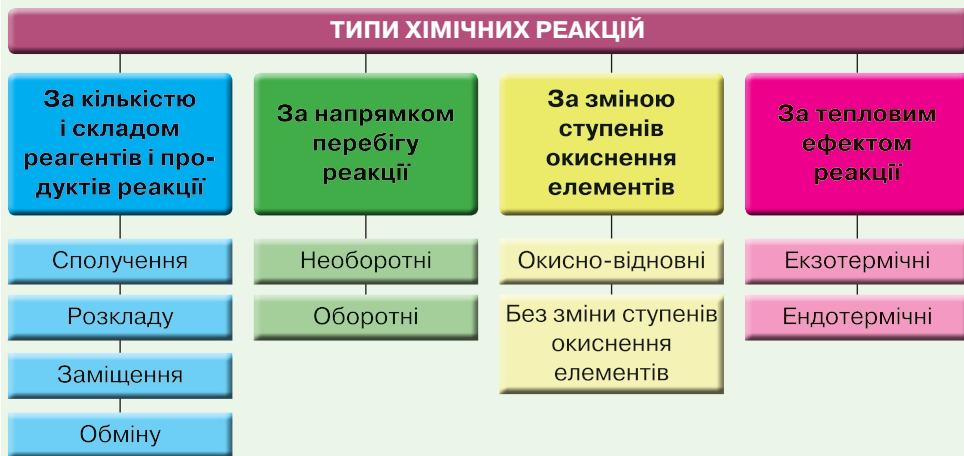 ТИПИ ХІМІЧНИХ РЕАКЦІЙ
За кількістю
і складом
реагентів і про-
дуктів реакції
Сполучення
Розкладу
Заміщення
Обміну
За напрямком
перебігу
реакції
Необоротні
Оборотні
За зміною
ступенів
окиснення
елементів
Окисно-відновні
Без зміни ступенів
окиснення
елементів
За тепловим
ефектом
реакції
Екзотермічні
Ендотермічні